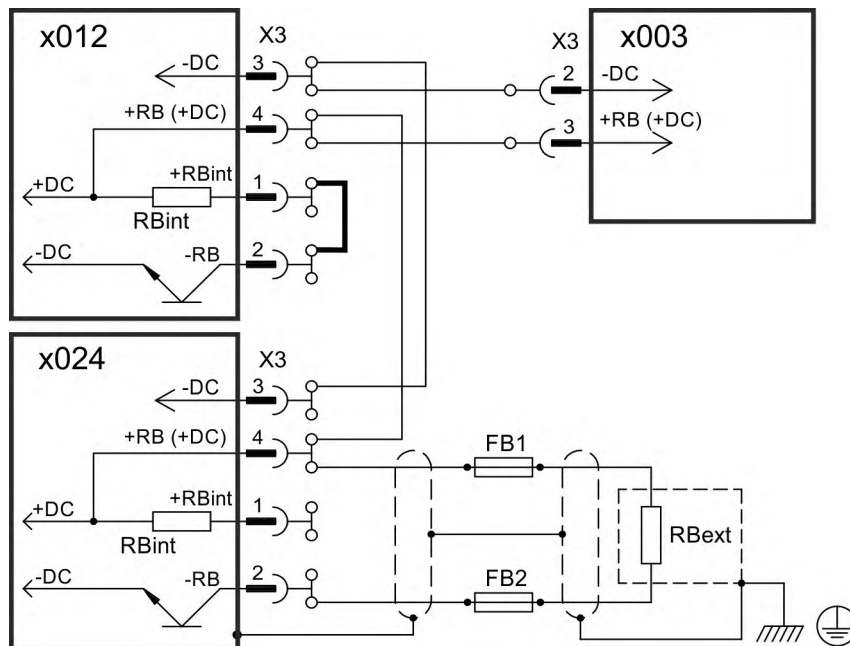 x012
X3
-DC
3
+RB (+DC)
4
+DC
+RBint
1
RBint
-DC
-RB
2
X3
x003
2
-DC
3
+RB (+DC)
x024
X3
-DC
3
+RB (+DC)
4
+DC
+RBint
1
RBint
-DC
-RB
2
FB1
FB2
RBext